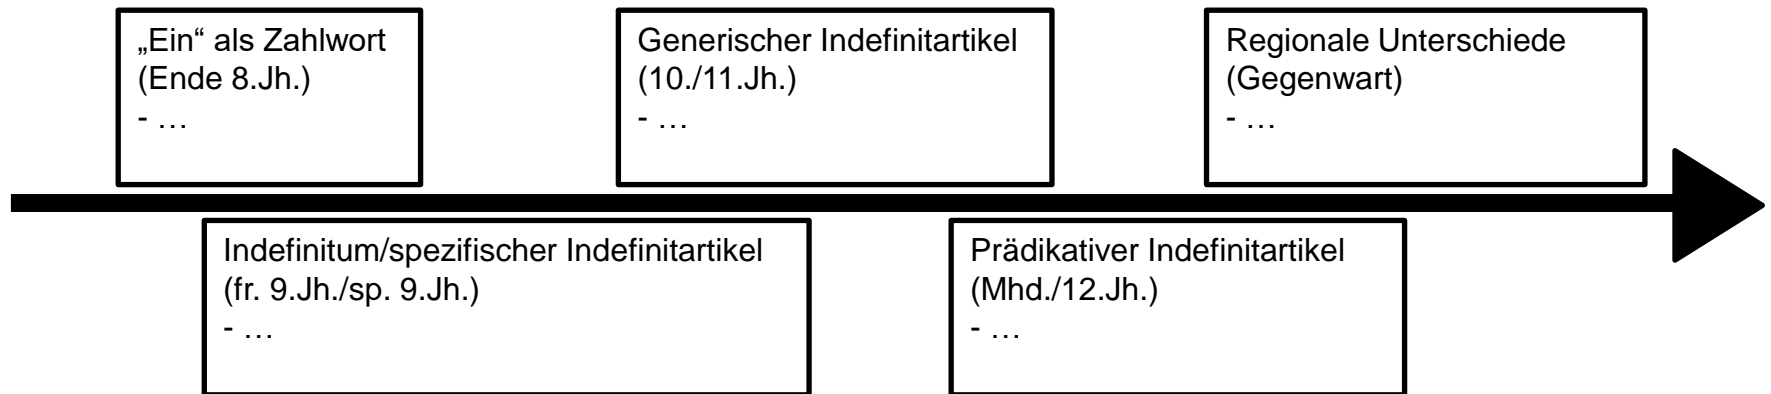 „Ein“ als Zahlwort
(Ende 8.Jh.)
- …
Indefinitum/spezifischer Indefinitartikel
(fr. 9.Jh./sp. 9.Jh.)
- …
Generischer Indefinitartikel
(10./11.Jh.)
- …
Prädikativer Indefinitartikel
(Mhd./12.Jh.)
- …
Regionale Unterschiede
(Gegenwart)
- …